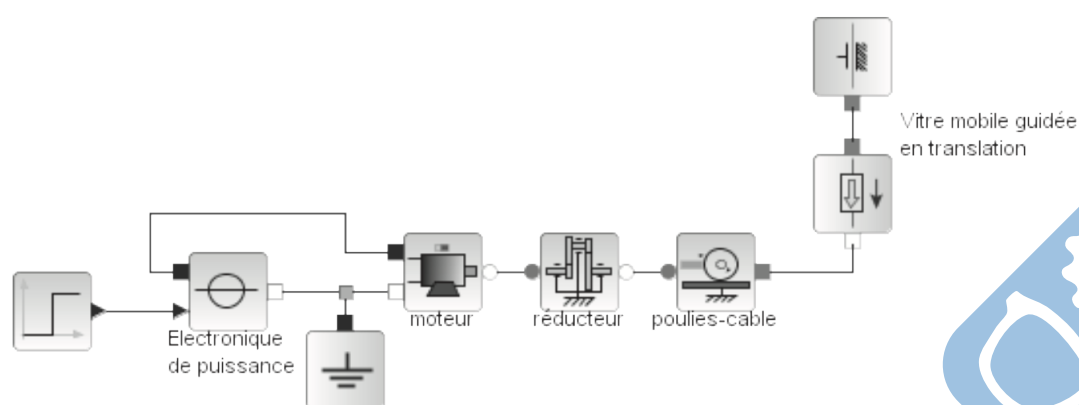 Vitre mobile guidée
en translation
moteur
réducteur
poulies-cable
Electronique
de puissance